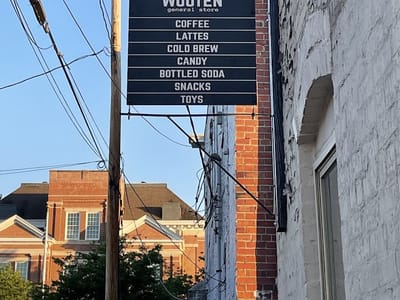 WOOTEN
general store
COFFEE
LATTES
COLD BREW
CANDY
BOTTLED SODA
SNACKS
TOYS